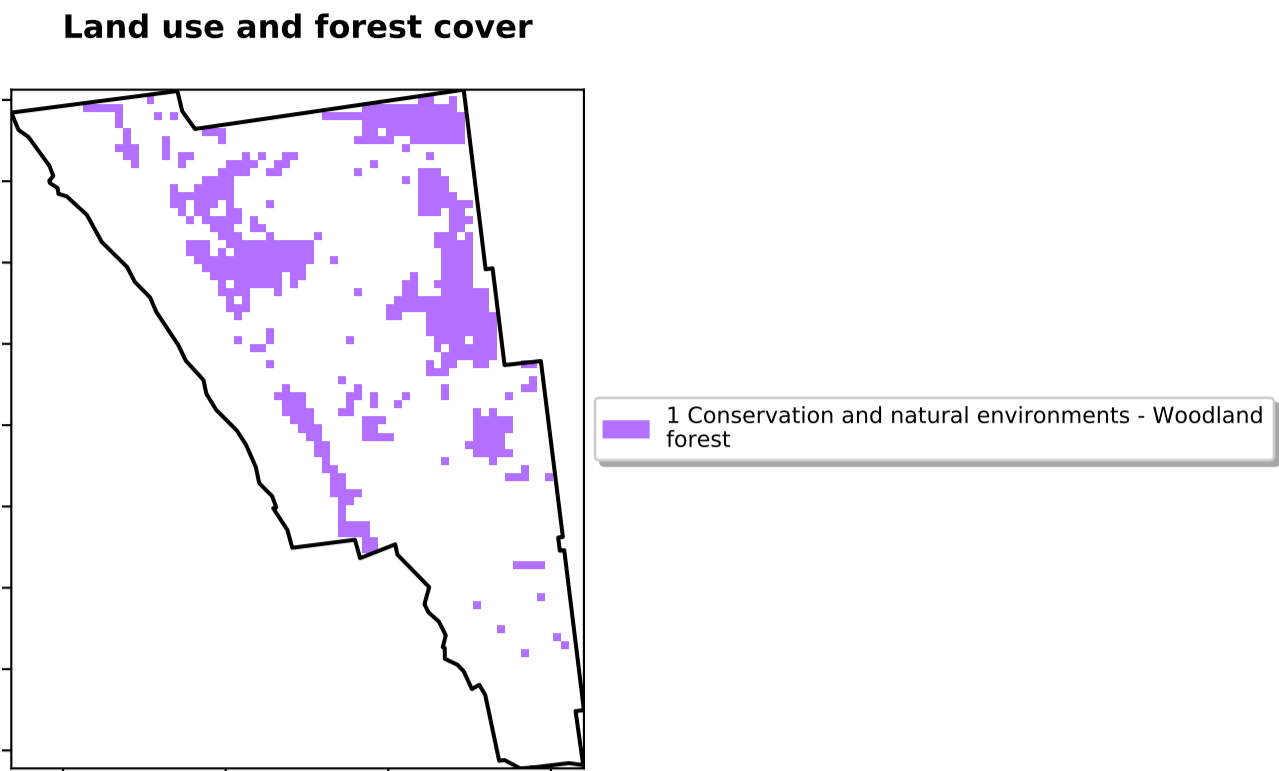 Land use and forest cover
1 Conservation and natural environments - Woodland
forest